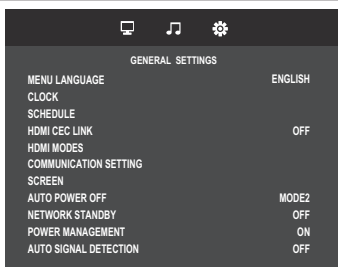 GENERAL SETTINGS
MENU LANGUAGE ENGLISH
CLOCK
SCHEDULE
HDMI CEC LINK OFF
HDMI MODES
COMMUNICATION SETTING
SCREEN
AUTO POWER OFF MODE2
NETWORK STANDBY OFF
POWER MANAGEMENT ON
AUTO SIGNAL DETECTION OFF